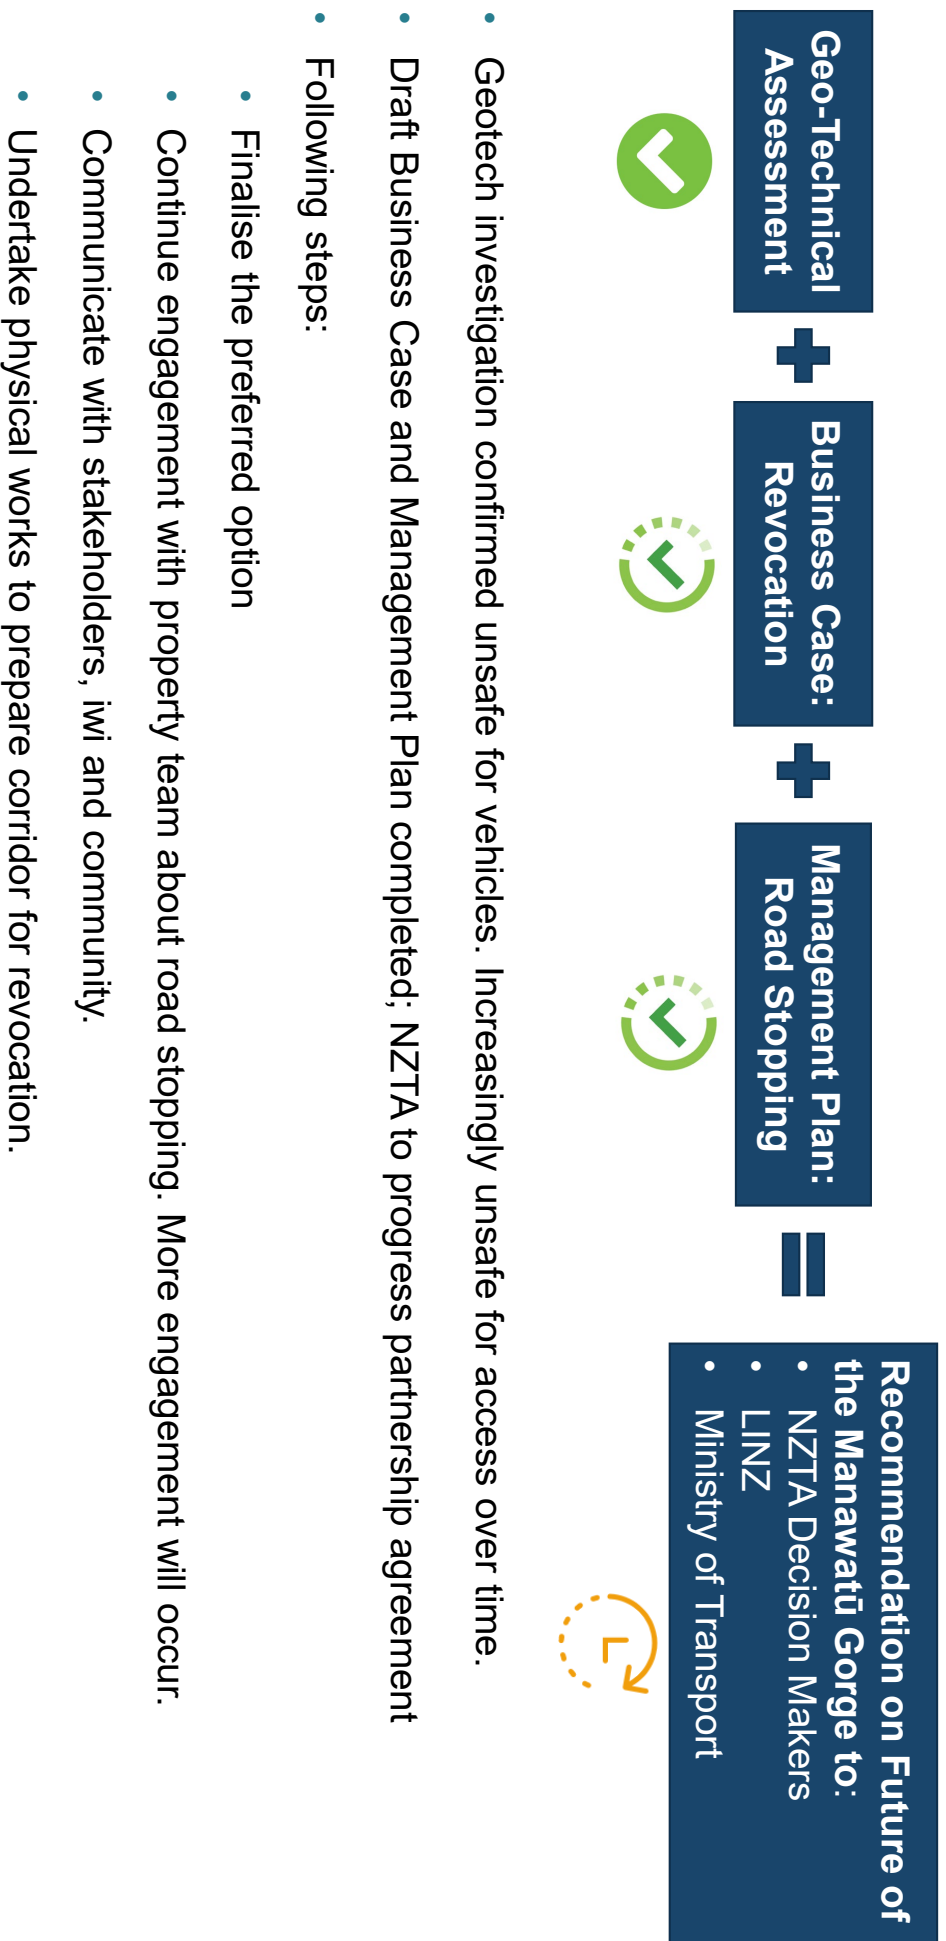 Geo-Technical
Assessment
Business Case:
Revocation
Management Plan:
Road Stopping
Recommendation on Future of
the Manawatū Gorge to:
• NZTA Decision Makers
• LINZ
• Ministry of Transport
• Geotech investigation confirmed unsafe for vehicles. Increasingly unsafe for access over time.
• Draft Business Case and Management Plan completed; NZTA to progress partnership agreement
• Following steps:
• Finalise the preferred option
• Continue engagement with property team about road stopping. More engagement will occur.
• Communicate with stakeholders, iwi and community.
• Undertake physical works to prepare corridor for revocation.